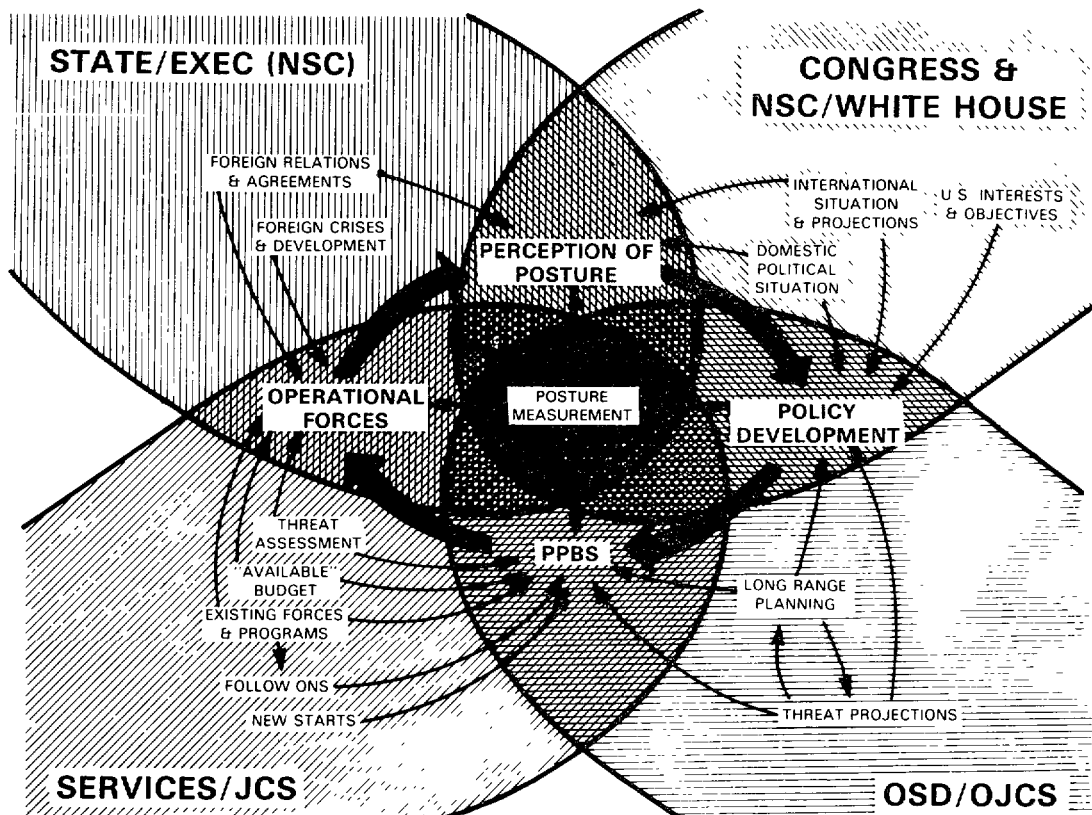 STATE/EXEC (NSC)
CONGRESS &
NSC/WHITE HOUSE
FOREIGN RELATIONS
& AGREEMENTS
FOREIGN CRISES
& DEVELOPMENT
PERCEPTION OF
POSTURE
INTERNATIONAL
SITUATION
& PROJECTIONS
U.S. INTERESTS
& OBJECTIVES
DOMESTIC
POLITICAL
SITUATION
OPERATIONAL
FORCES
POSTURE
MEASUREMENT
POLICY
DEVELOPMENT
THREAT
ASSESSMENT
"AVAILABLE"
BUDGET
EXISTING FORCES
& PROGRAMS
FOLLOW ONS
NEW STARTS
PPBS
LONG RANGE
PLANNING
THREAT PROJECTIONS
SERVICES/JCS
OSD/OJCS